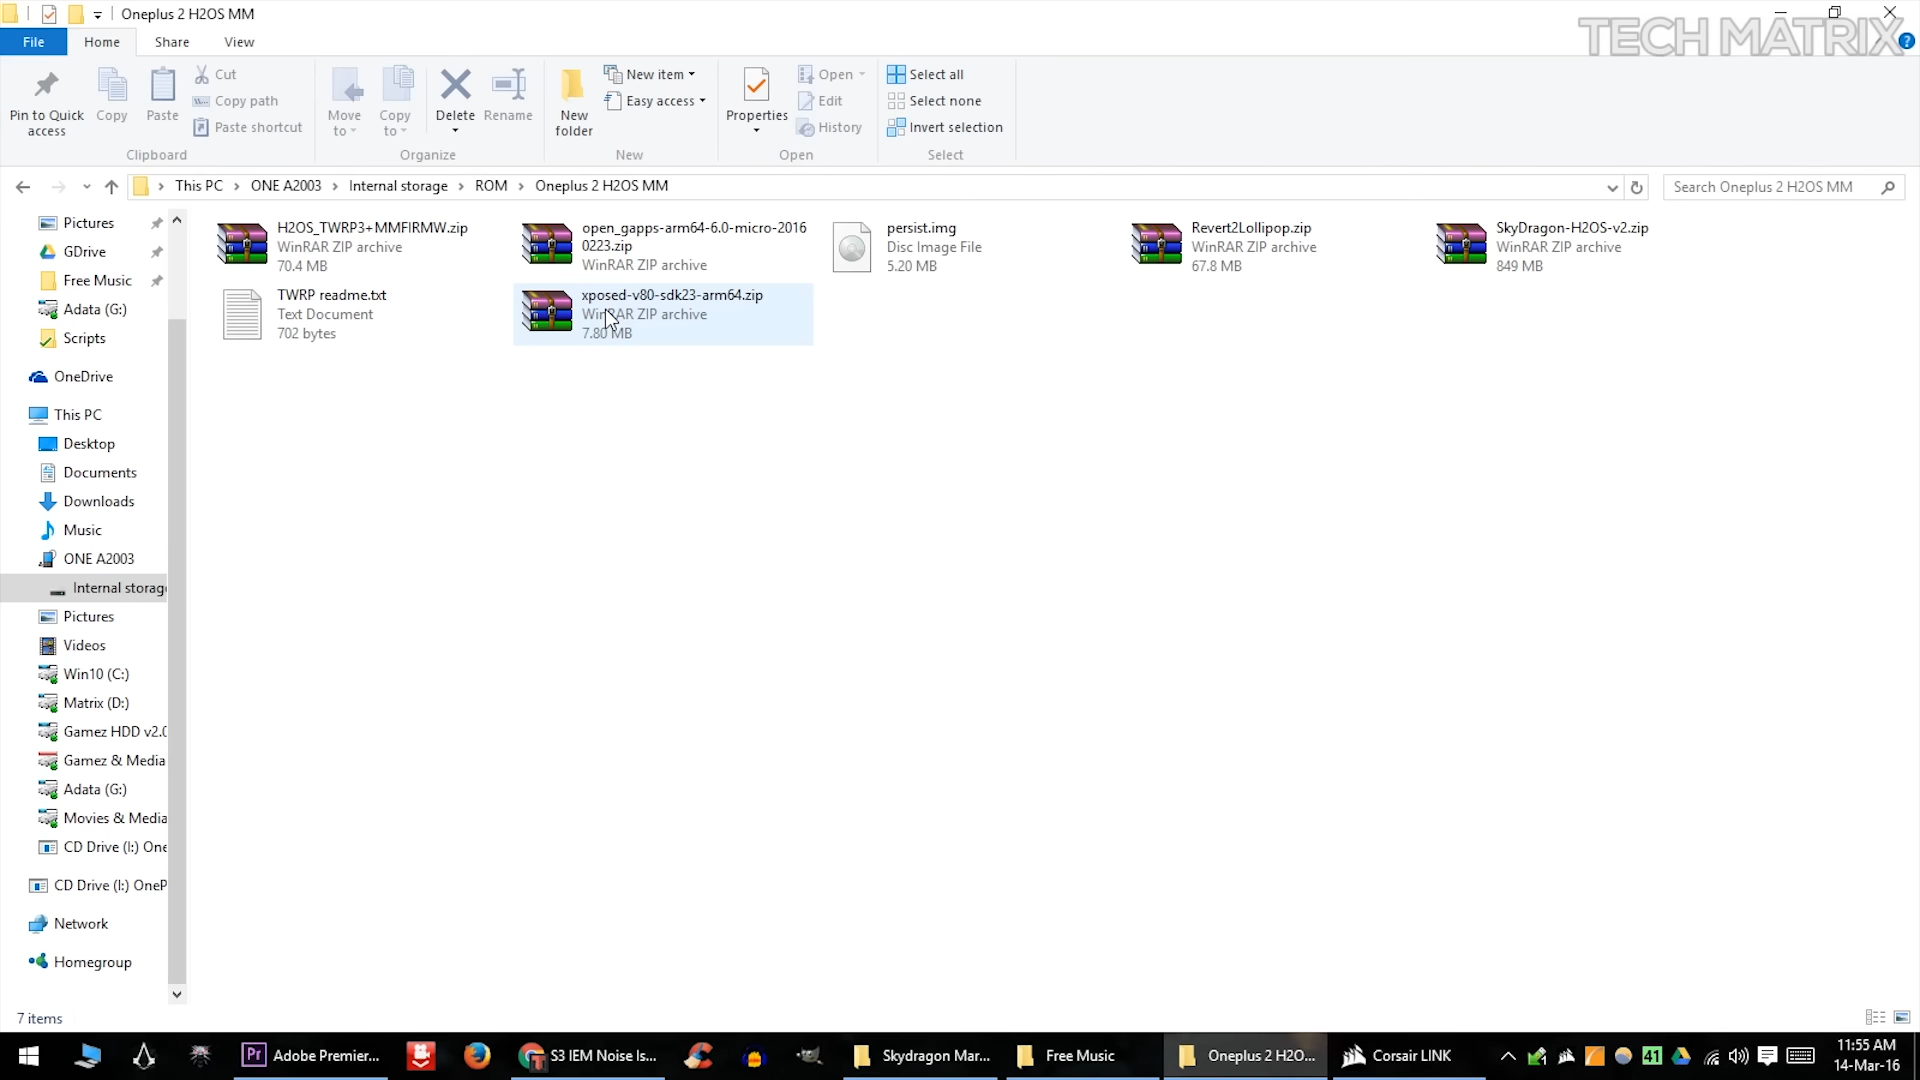 Oneplus 2 H2OS MM
TECH MATRIX
File
Home
Share
View
Pin to Quick
access
Copy
Paste
Cut
Copy path
Paste shortcut
Clipboard
Move
to
Copy
to
Delete
Rename
Organize
New
folder
New item
Easy access
New
Properties
Open
Edit
History
Open
Select all
Select none
Invert selection
Select
This PC
ONE A2003
Internal storage
ROM
Oneplus 2 H2OS MM
Search Oneplus 2 H2OS MM
Pictures
GDrive
Free Music
Adata (G:)
Scripts
OneDrive
This PC
Desktop
Documents
Downloads
Music
ONE A2003
Internal storag
Pictures
Videos
Win10 (C:)
Matrix (D:)
Gamez HDD v2.0
Gamez & Media
Adata (G:)
Movies & Media
CD Drive (I:) One
CD Drive (I:) OneP
Network
Homegroup
H2OS_TWRP3+MMFIRMW.zip
WinRAR ZIP archive
70.4 MB
open_gapps-arm64-6.0-micro-2016
0223.zip
WinRAR ZIP archive
persist.img
Disc Image File
5.20 MB
Revert2Lollipop.zip
WinRAR ZIP archive
67.8 MB
SkyDragon-H2OS-v2.zip
WinRAR ZIP archive
849 MB
TWRP readme.txt
Text Document
702 bytes
xposed-v80-sdk23-arm64.zip
WinRAR ZIP archive
7.80 MB
7 items
Adobe Premier...
S3 IEM Noise Is...
Skydragon Mar...
Free Music
Oneplus 2 H2O...
Corsair LINK
41
11:55 AM
14-Mar-16